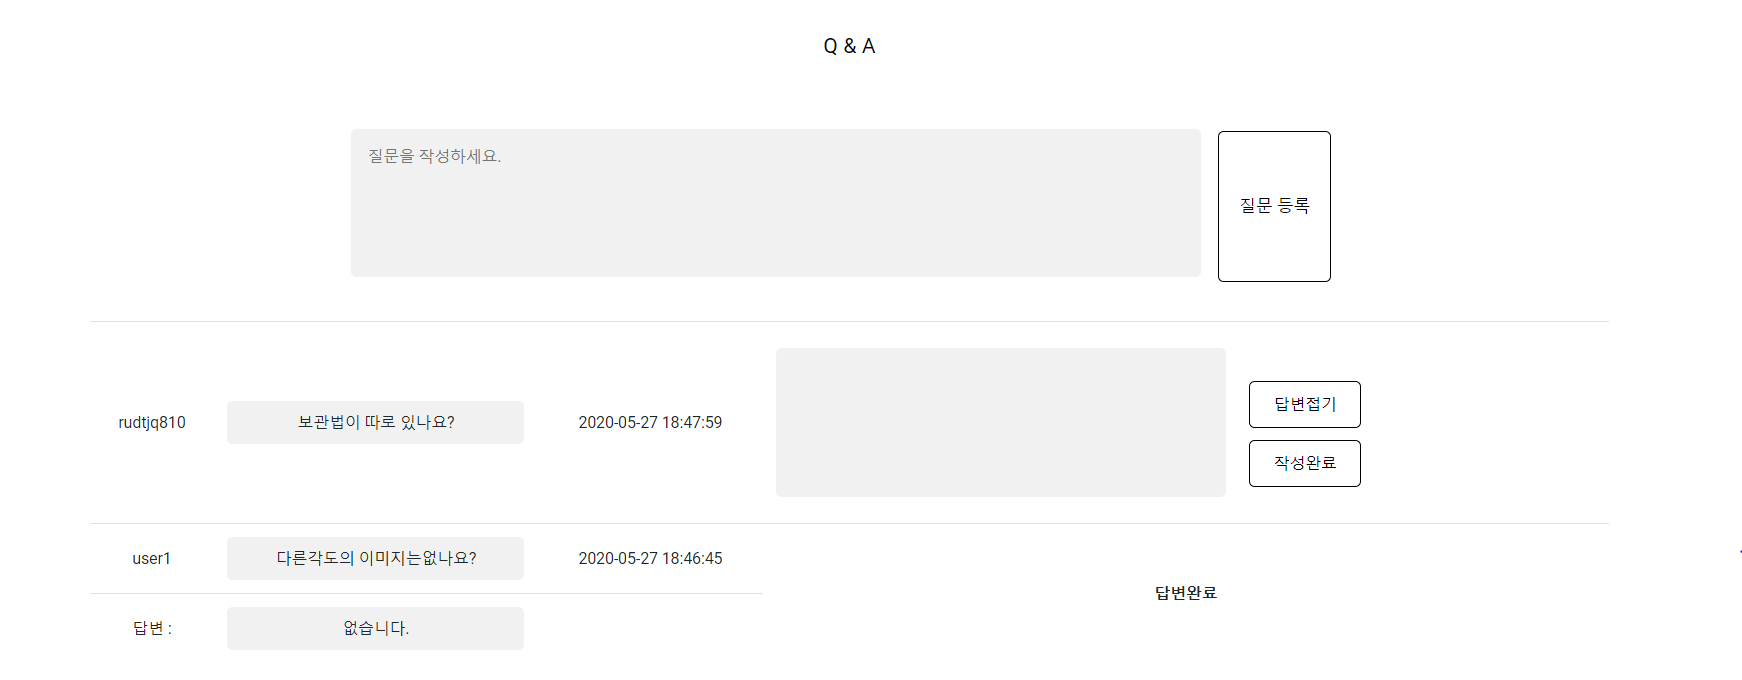 Q & A
질문을 작성하세요.
질문 등록
rudtjq810
보관법이 따로 있나요?
2020-05-27 18:47:59
답변접기
작성완료
user1
다른각도의 이미지는없나요?
2020-05-27 18:46:45
답변완료
답변 :
없습니다.